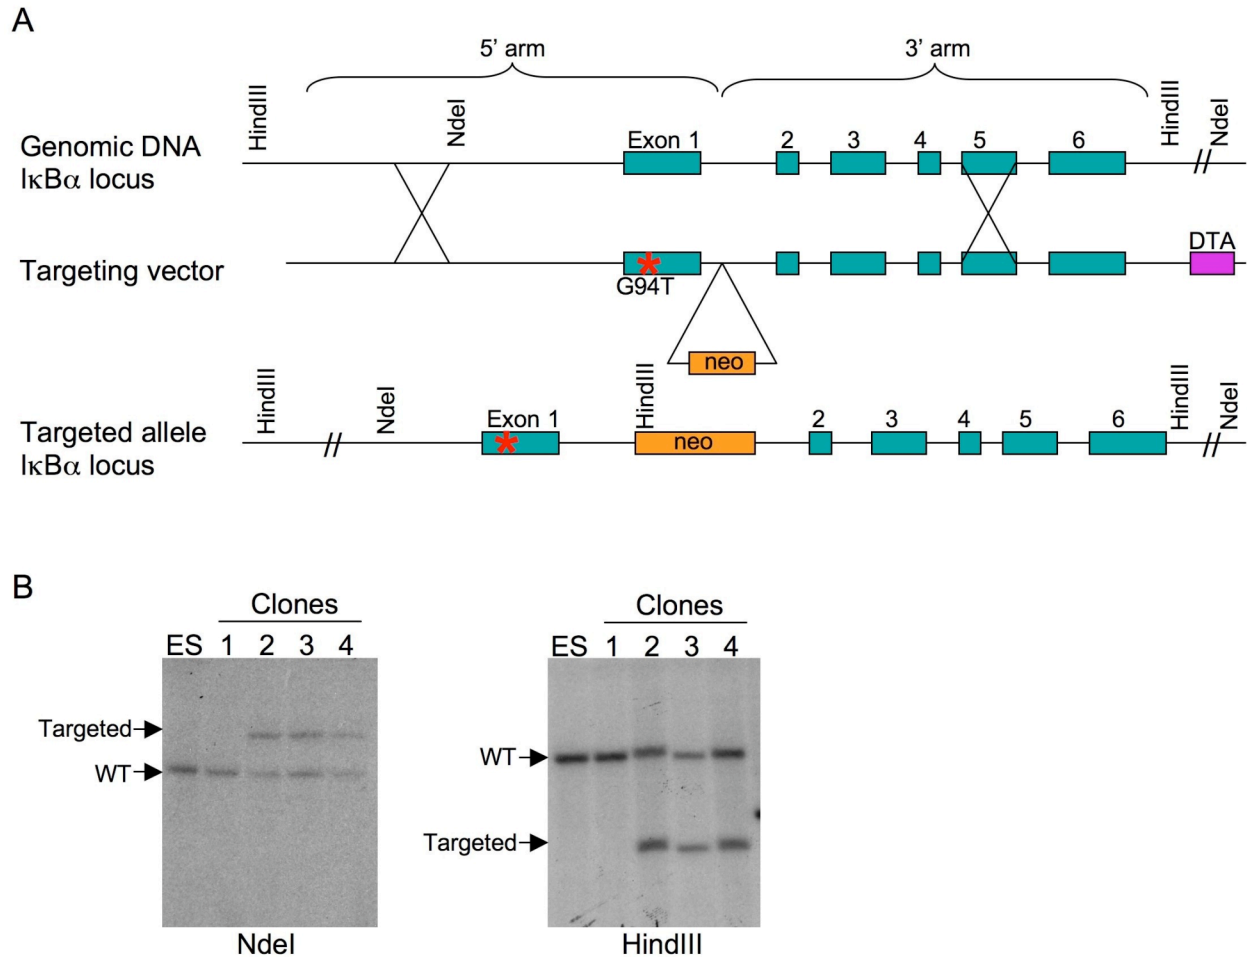 A
5' arm
3' arm
HindIII
NdeI
HindIII
NdeI
Genomic DNA
IκBα locus
Exon 1
2
3
4
5
6
Targeting vector
G94T
DTA
neo
HindIII
NdeI
HindIII
HindIII
NdeI
Targeted allele
IκBα locus
Exon 1
neo
2
3
4
5
6
B
Clones
ES 1 2 3 4
Targeted
WT
NdeI
Clones
ES 1 2 3 4
WT
Targeted
HindIII